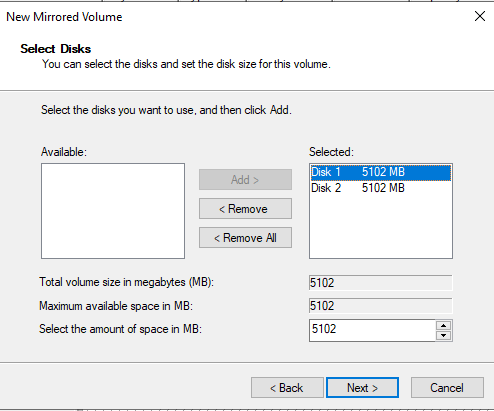 New Mirrored Volume
Select Disks
You can select the disks and set the disk size for this volume.
Select the disks you want to use, and then click Add.
Available:
Selected:
Add >
< Remove
< Remove All
Disk 1 5102 MB
Disk 2 5102 MB
Total volume size in megabytes (MB): 5102
Maximum available space in MB: 5102
Select the amount of space in MB: 5102
< Back Next > Cancel